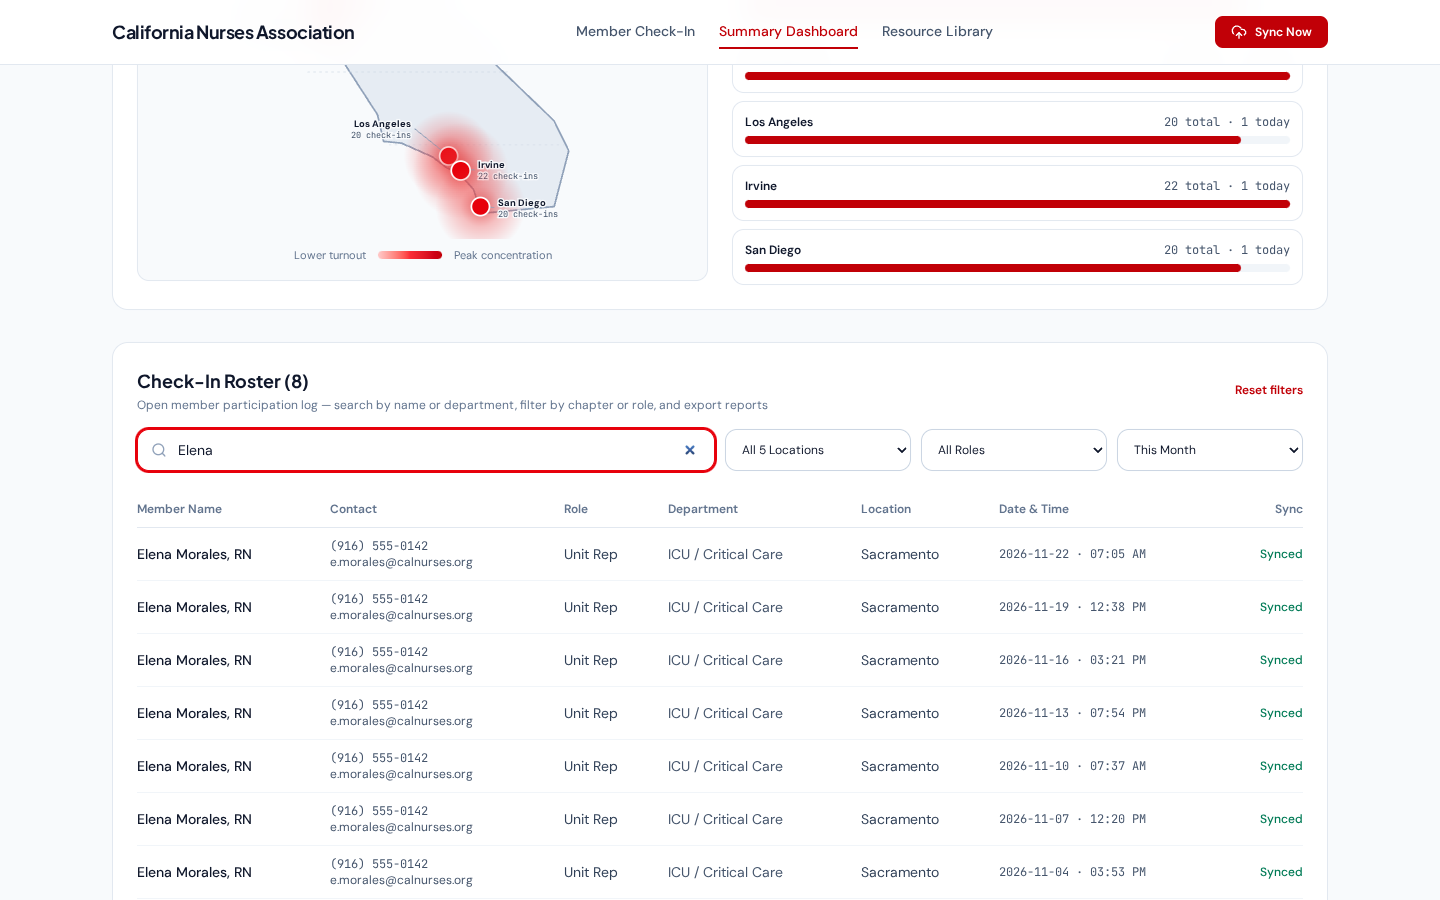 California Nurses Association
Member Check-In
Summary Dashboard
Resource Library
Sync Now
Los Angeles
20 check-ins
Irvine
22 check-ins
San Diego
20 check-ins
Lower turnout
Peak concentration
Los Angeles
20 total · 1 today
Irvine
22 total · 1 today
San Diego
20 total · 1 today
Check-In Roster (8)
Open member participation log — search by name or department, filter by chapter or role, and export reports
Reset filters
Elena
All 5 Locations
All Roles
This Month
Member Name Contact Role Department Location Date & Time Sync
Elena Morales, RN (916) 555-0142 Unit Rep ICU / Critical Care Sacramento 2026-11-22 · 07:05 AM Synced
e.morales@calnurses.org
Elena Morales, RN (916) 555-0142 Unit Rep ICU / Critical Care Sacramento 2026-11-19 · 12:38 PM Synced
e.morales@calnurses.org
Elena Morales, RN (916) 555-0142 Unit Rep ICU / Critical Care Sacramento 2026-11-16 · 03:21 PM Synced
e.morales@calnurses.org
Elena Morales, RN (916) 555-0142 Unit Rep ICU / Critical Care Sacramento 2026-11-13 · 07:54 PM Synced
e.morales@calnurses.org
Elena Morales, RN (916) 555-0142 Unit Rep ICU / Critical Care Sacramento 2026-11-10 · 07:37 AM Synced
e.morales@calnurses.org
Elena Morales, RN (916) 555-0142 Unit Rep ICU / Critical Care Sacramento 2026-11-07 · 12:20 PM Synced
e.morales@calnurses.org
Elena Morales, RN (916) 555-0142 Unit Rep ICU / Critical Care Sacramento 2026-11-04 · 03:53 PM Synced
e.morales@calnurses.org